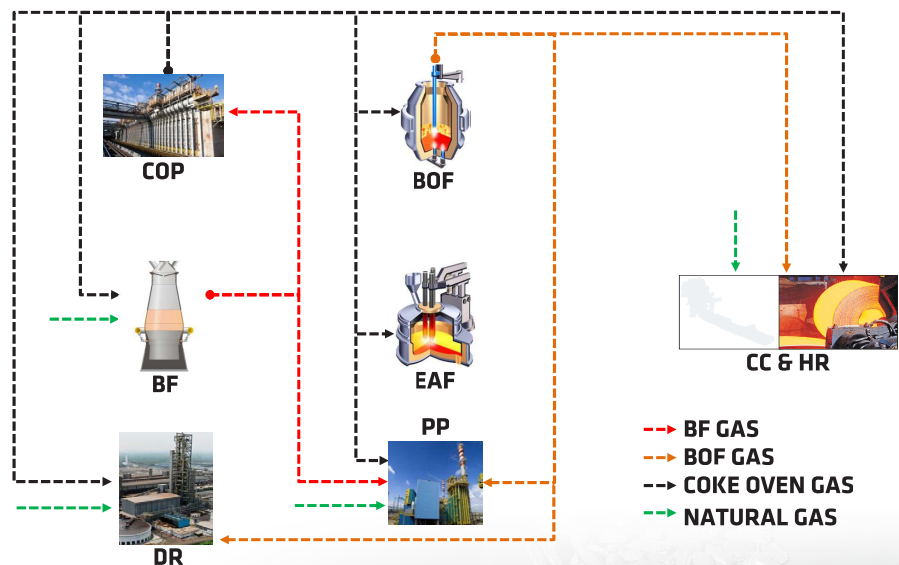 COP
BOF
BF
EAF
CC & HR
PP
DR
BF GAS
BOF GAS
COKE OVEN GAS
NATURAL GAS